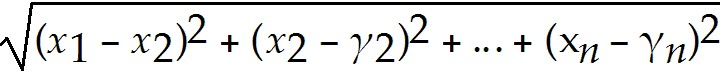 √(x1 − x2)² + (x2 − γ2)² + ... + (xₙ − γₙ)²